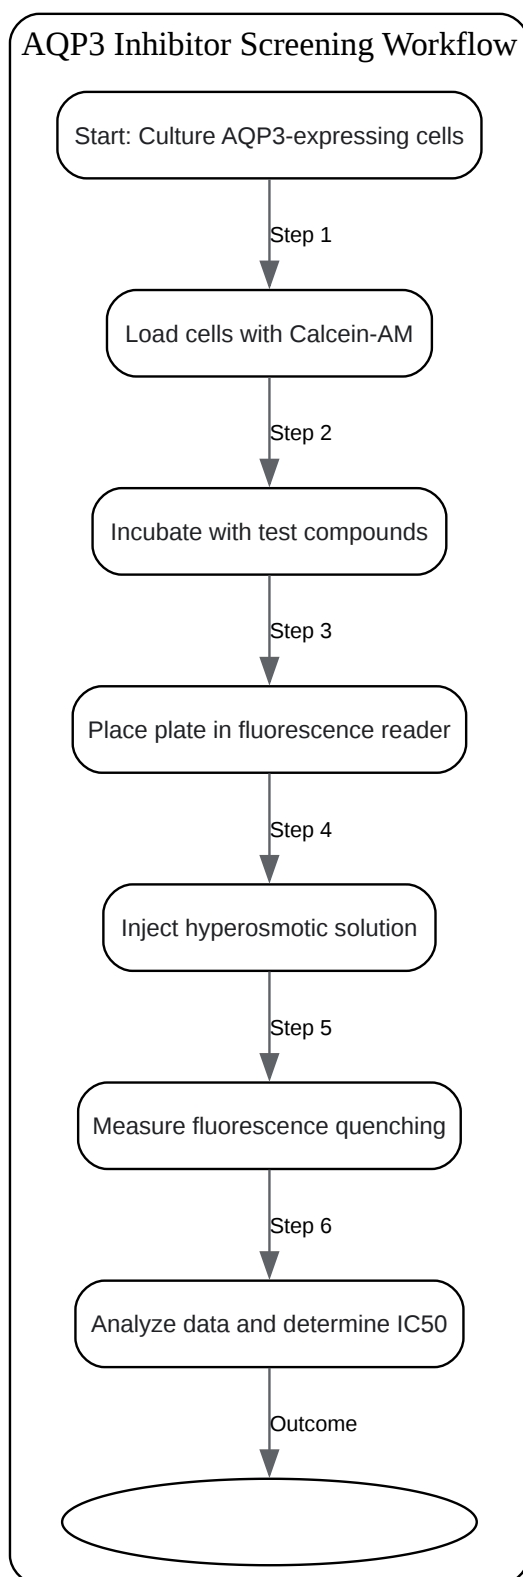 AQP3 Inhibitor Screening Workflow
Start: Culture AQP3-expressing cells
Step 1
Load cells with Calcein-AM
Step 2
Incubate with test compounds
Step 3
Place plate in fluorescence reader
Step 4
Inject hyperosmotic solution
Step 5
Measure fluorescence quenching
Step 6
Analyze data and determine IC50
Outcome